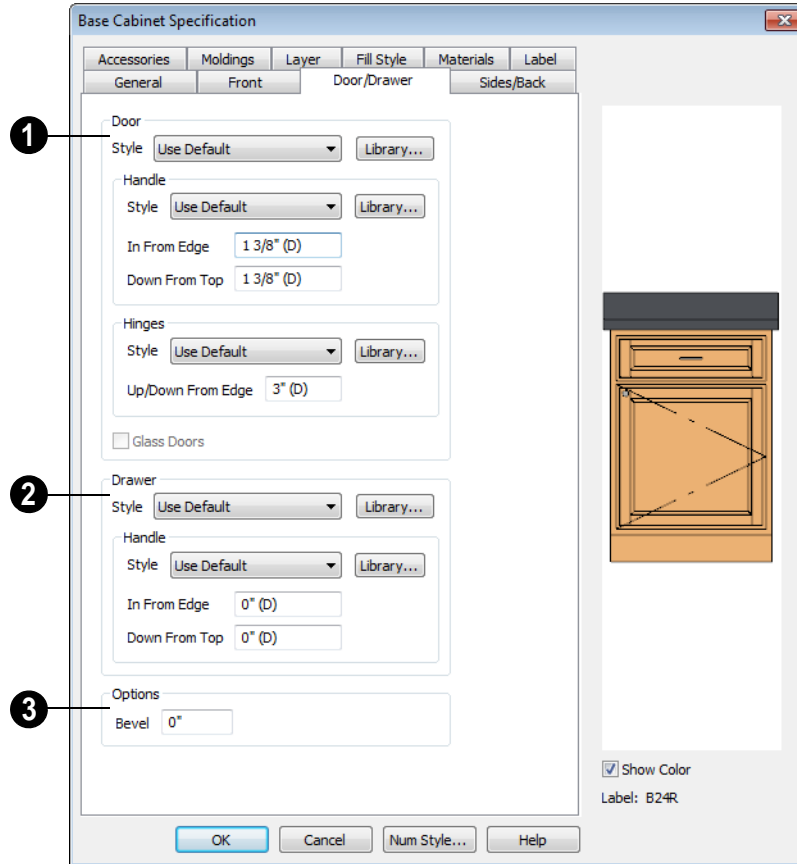 Base Cabinet Specification
Accessories Moldings Layer Fill Style Materials Label
General Front Door/Drawer Sides/Back
1
Door
Style Use Default Library...
Handle
Style Use Default Library...
In From Edge 1 3/8" (D)
Down From Top 1 3/8" (D)
Hinges
Style Use Default Library...
Up/Down From Edge 3" (D)
Glass Doors
2
Drawer
Style Use Default Library...
Handle
Style Use Default Library...
In From Edge 0" (D)
Down From Top 0" (D)
3
Options
Bevel 0"
Show Color
Label: B24R
OK Cancel Num Style... Help